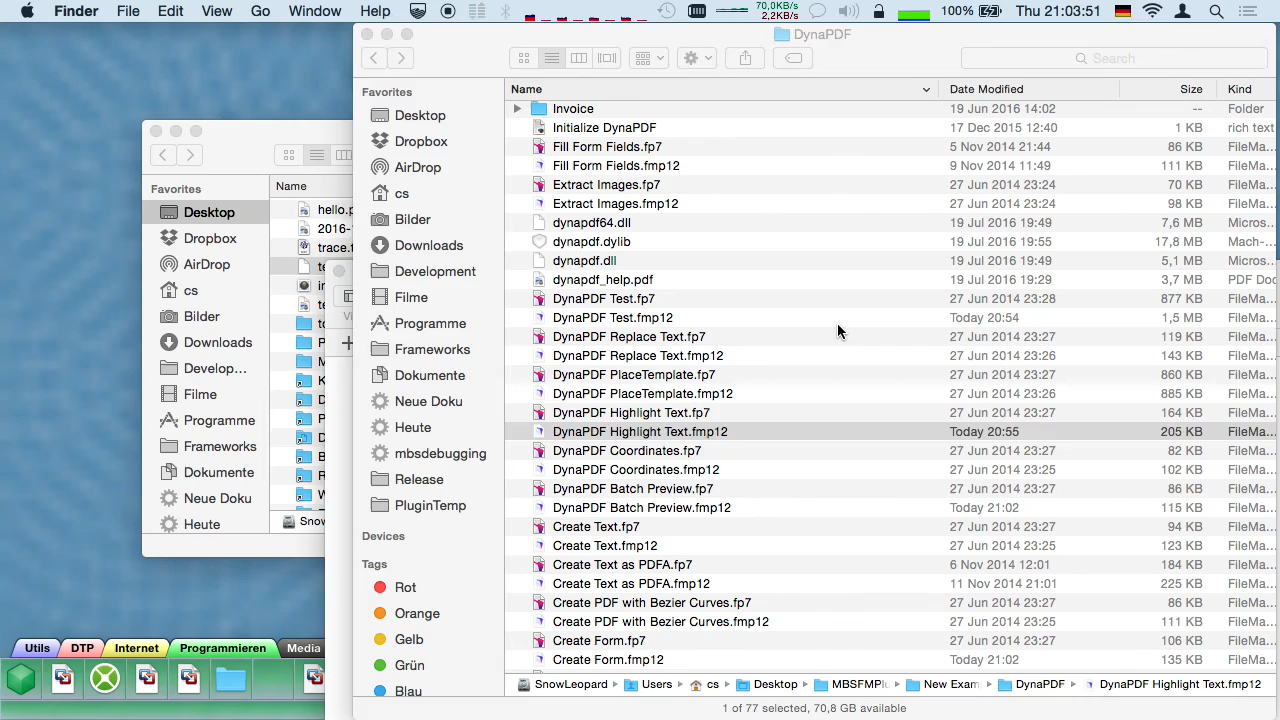 Finder File Edit View Go Window Help 70,0KB/s 2,2KB/s 100% Thu 21:03:51
DynaPDF
Search
Favorites
Desktop
Dropbox
AirDrop
cs
Bilder
Downloads
Develop…
Filme
Programme
Frameworks
Dokumente
Neue Doku
Heute
Name
hello.p
2016-
trace.t
te
in
te
to
P
M
K
D
P
D
B
R
W
Snow
Vi
Favorites
Desktop
Dropbox
AirDrop
cs
Bilder
Downloads
Development
Filme
Programme
Frameworks
Dokumente
Neue Doku
Heute
mbsdebugging
Release
PluginTemp
Devices
Tags
Rot
Orange
Gelb
Grün
Blau
Name Date Modified Size Kind
Invoice 19 Jun 2016 14:02 -- Folder
Initialize DynaPDF 17 Dec 2015 12:40 1 KB rich text
Fill Form Fields.fp7 5 Nov 2014 21:44 86 KB FileMa...
Fill Form Fields.fmp12 9 Nov 2014 11:49 111 KB FileMa...
Extract Images.fp7 27 Jun 2014 23:24 70 KB FileMa...
Extract Images.fmp12 27 Jun 2014 23:24 98 KB FileMa...
dynapdf64.dll 19 Jul 2016 19:49 7,6 MB Micros...
dynapdf.dylib 19 Jul 2016 19:55 17,8 MB Mach-...
dynapdf.dll 19 Jul 2016 19:49 5,1 MB Micros...
dynapdf_help.pdf 19 Jul 2016 19:29 3,7 MB PDF Doc
DynaPDF Test.fp7 27 Jun 2014 23:28 877 KB FileMa...
DynaPDF Test.fmp12 Today 20:54 1,5 MB FileMa...
DynaPDF Replace Text.fp7 27 Jun 2014 23:26 119 KB FileMa...
DynaPDF Replace Text.fmp12 27 Jun 2014 23:26 143 KB FileMa...
DynaPDF PlaceTemplate.fp7 27 Jun 2014 23:27 860 KB FileMa...
DynaPDF PlaceTemplate.fmp12 27 Jun 2014 23:26 885 KB FileMa...
DynaPDF Highlight Text.fp7 27 Jun 2014 23:27 164 KB FileMa...
DynaPDF Highlight Text.fmp12 Today 20:55 205 KB FileMa...
DynaPDF Coordinates.fp7 27 Jun 2014 23:27 82 KB FileMa...
DynaPDF Coordinates.fmp12 27 Jun 2014 23:25 102 KB FileMa...
DynaPDF Batch Preview.fp7 27 Jun 2014 23:27 86 KB FileMa...
DynaPDF Batch Preview.fmp12 Today 21:02 115 KB FileMa...
Create Text.fp7 27 Jun 2014 23:27 94 KB FileMa...
Create Text.fmp12 27 Jun 2014 23:25 123 KB FileMa...
Create Text as PDFA.fp7 6 Nov 2014 12:01 184 KB FileMa...
Create Text as PDFA.fmp12 11 Nov 2014 21:01 225 KB FileMa...
Create PDF with Bezier Curves.fp7 27 Jun 2014 23:27 86 KB FileMa...
Create PDF with Bezier Curves.fmp12 27 Jun 2014 23:25 111 KB FileMa...
Create Form.fp7 27 Jun 2014 23:27 106 KB FileMa...
Create Form.fmp12 Today 21:02 135 KB FileMa...
SnowLeopard Users cs Desktop MBSFMPlu New Exam DynaPDF DynaPDF Highlight Text.fmp12
1 of 77 selected, 70,8 GB available
Utils DTP Internet Programmieren Media